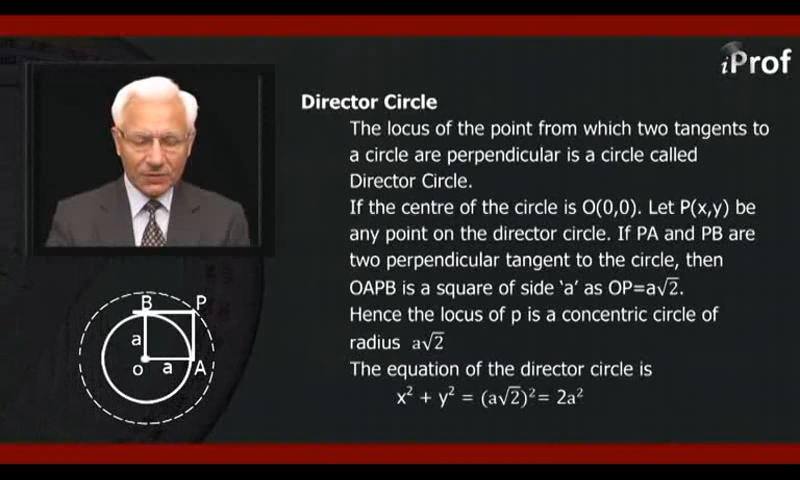 iProf
Director Circle
The locus of the point from which two tangents to
a circle are perpendicular is a circle called
Director Circle.
If the centre of the circle is O(0,0). Let P(x,y) be
any point on the director circle. If PA and PB are
two perpendicular tangent to the circle, then
OAPB is a square of side ‘a’ as OP=a√2.
Hence the locus of p is a concentric circle of
radius a√2
The equation of the director circle is
x² + y² = (a√2)²= 2a²
B P
a
o a A